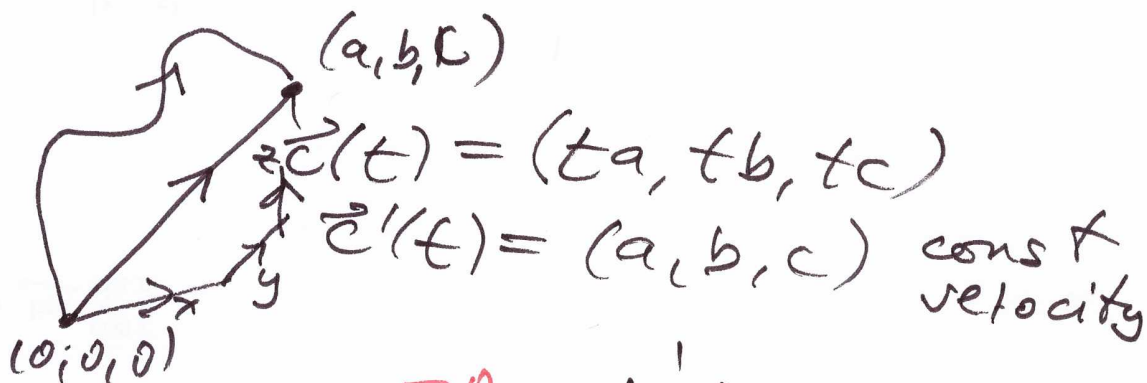 (a, b, c)
z
c⃗(t) = (ta, tb, tc)
c⃗'(t) = (a, b, c) const
velocity
y
x
(0,0,0)